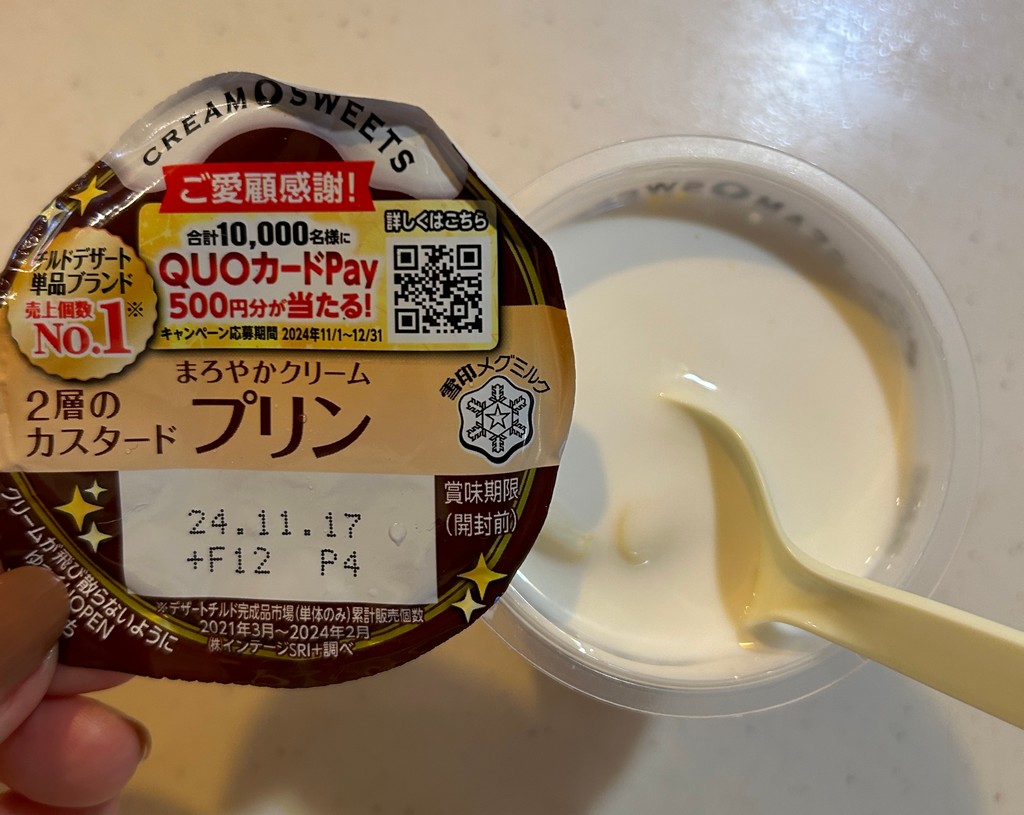 CREAM SWEETS
ご愛顧感謝!
合計10,000名様に
QUOカードPay
500円分が当たる!
キャンペーン応募期間 2024年11/1~12/31
詳しくはこちら
チルドデザート
単品ブランド
売上個数
No.1※
まろやかクリーム
2層の
カスタード
プリン
雪印メグミルク
賞味期限
(開封前)
24.11.17
+F12 P4
クリームが飛び散らないように
OPEN
※デザートチルド完成品市場(単体のみ)累計販売個数
2021年3月~2024年2月
㈱インテージSRI+調べ